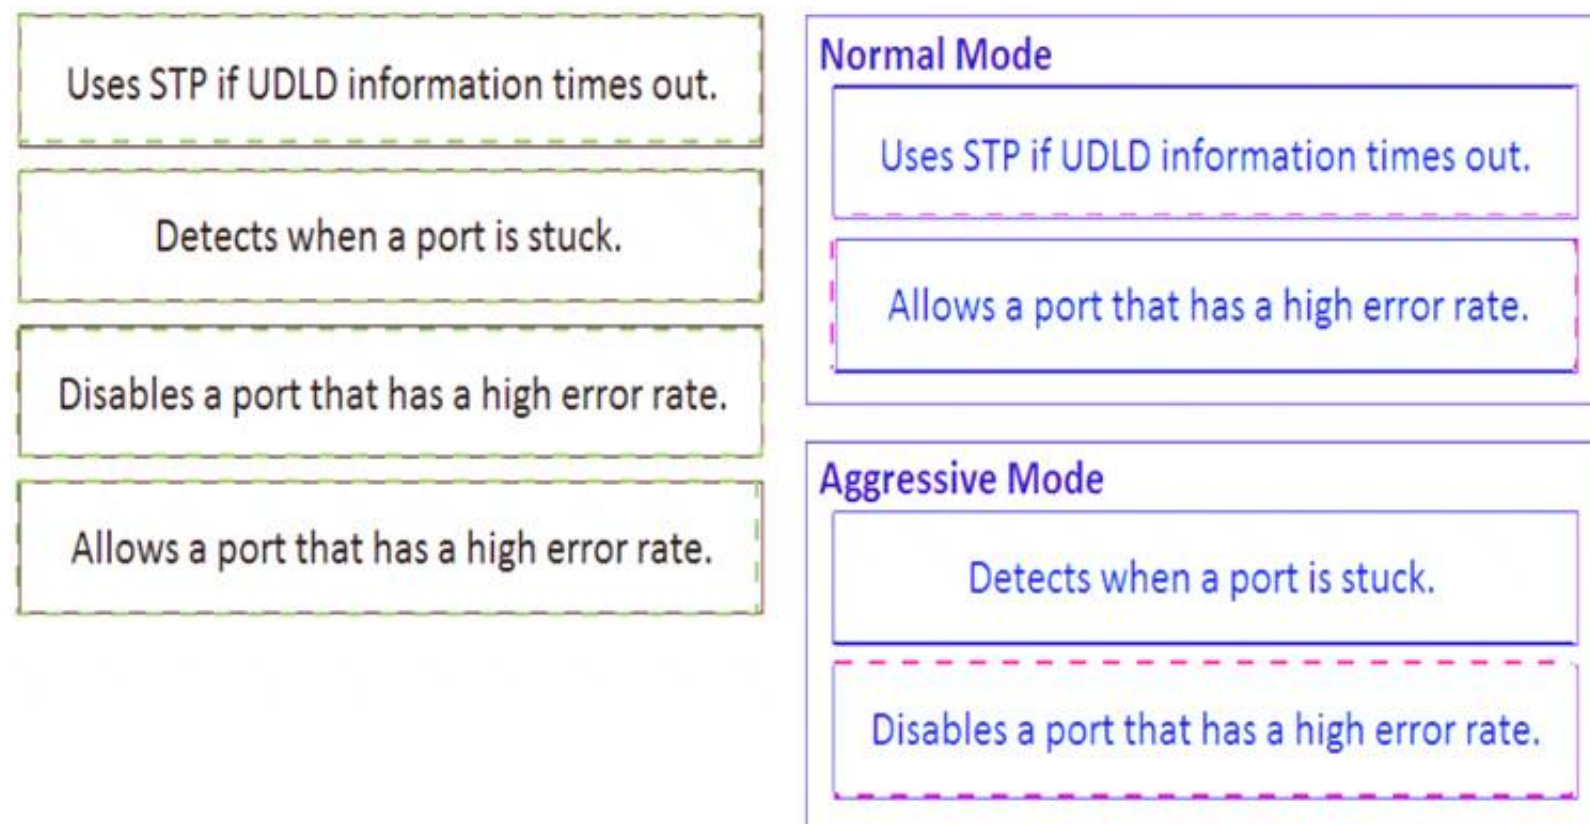 Uses STP if UDLD information times out.
Detects when a port is stuck.
Disables a port that has a high error rate.
Allows a port that has a high error rate.
Normal Mode
Uses STP if UDLD information times out.
Allows a port that has a high error rate.
Aggressive Mode
Detects when a port is stuck.
Disables a port that has a high error rate.